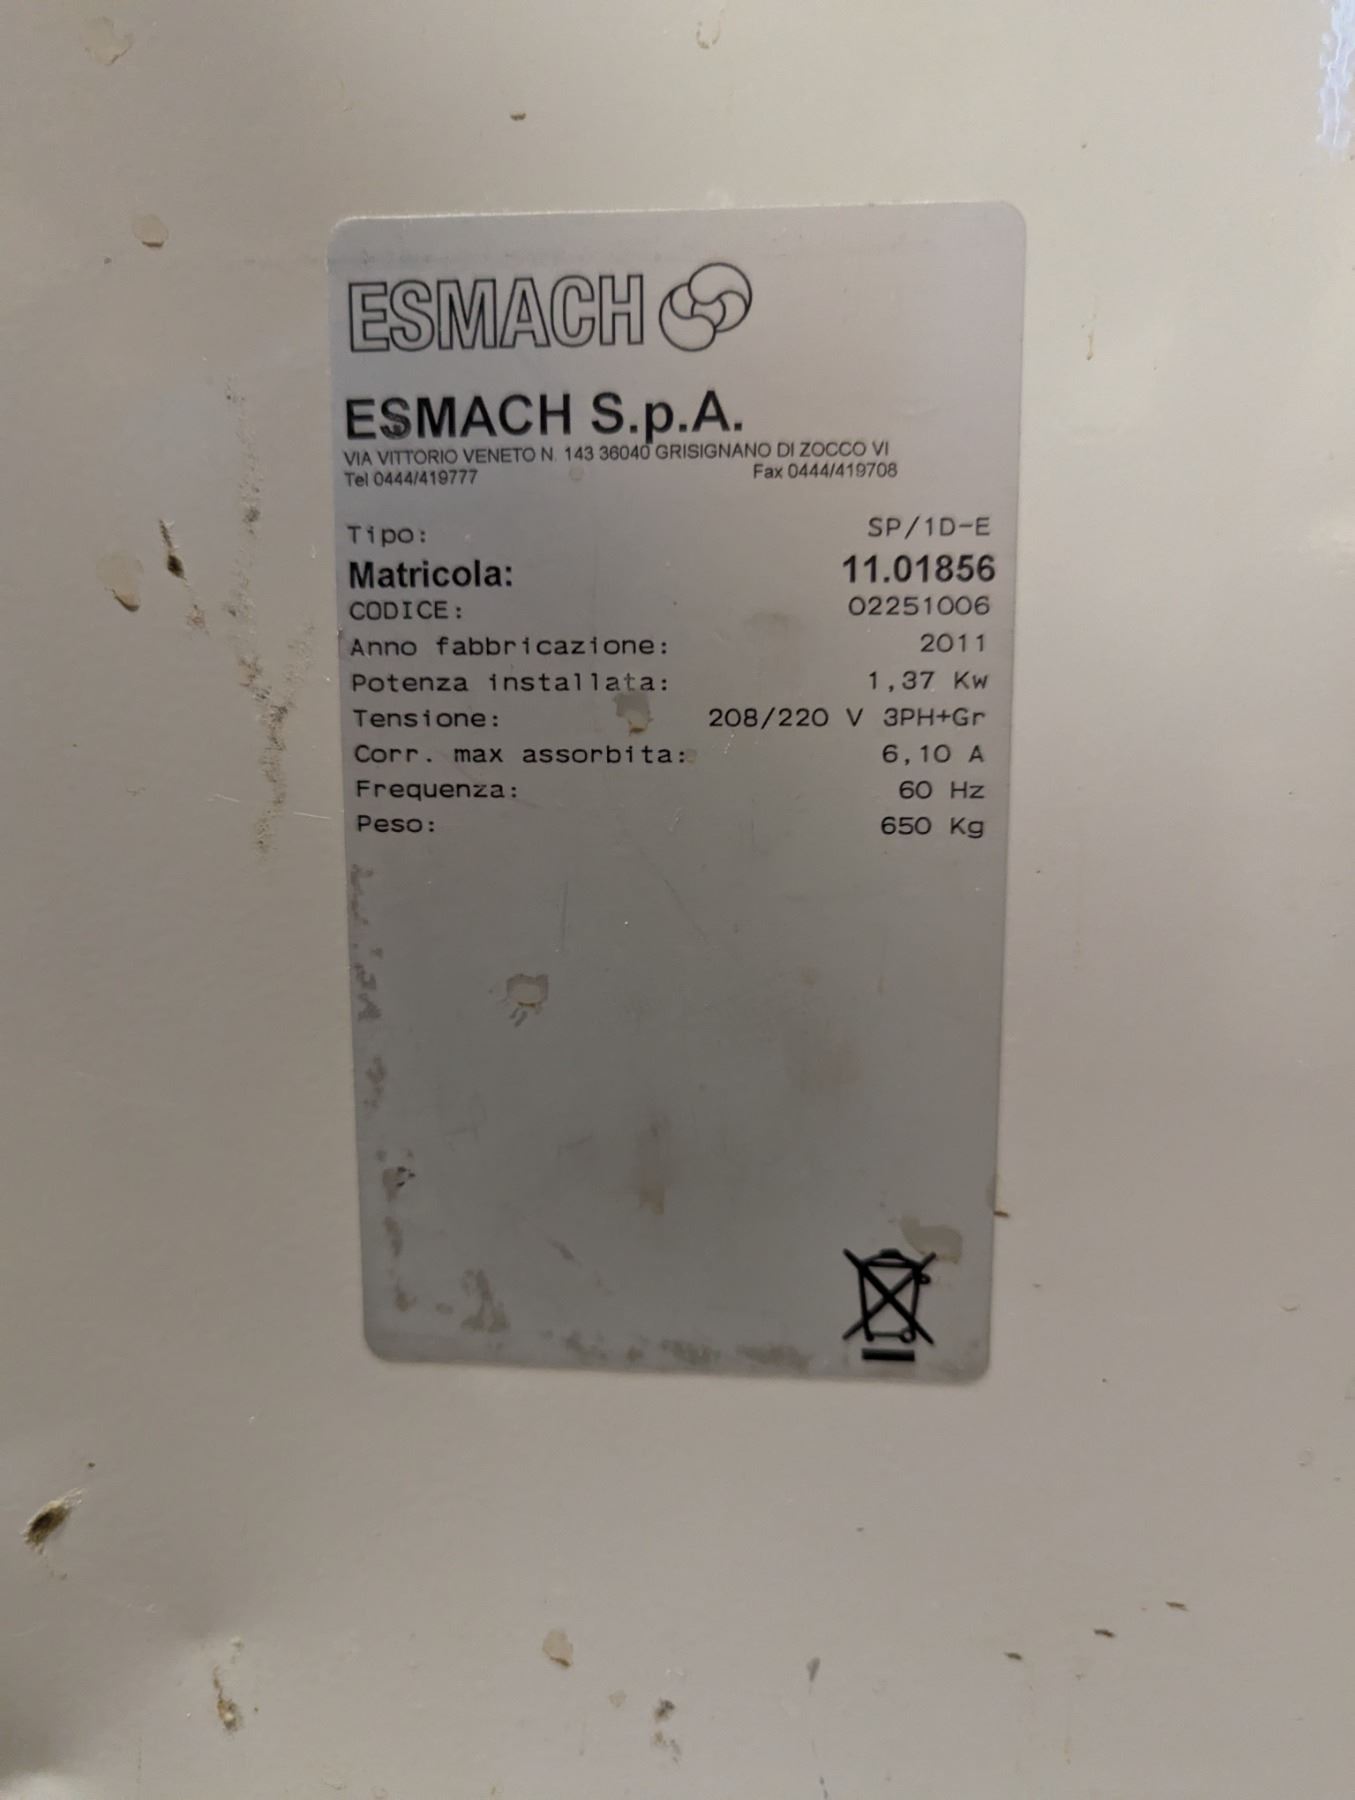 ESMACH
ESMACH S.p.A.
VIA VITTORIO VENETO N. 143 36040 GRISIGNANO DI ZOCCO VI
Tel 0444/419777 Fax 0444/419708
Tipo: SP/1D-E
Matricola: 11.01856
CODICE: 02251006
Anno fabbricazione: 2011
Potenza installata: 1,37 Kw
Tensione: 208/220 V 3PH+Gr
Corr. max assorbita: 6,10 A
Frequenza: 60 Hz
Peso: 650 Kg